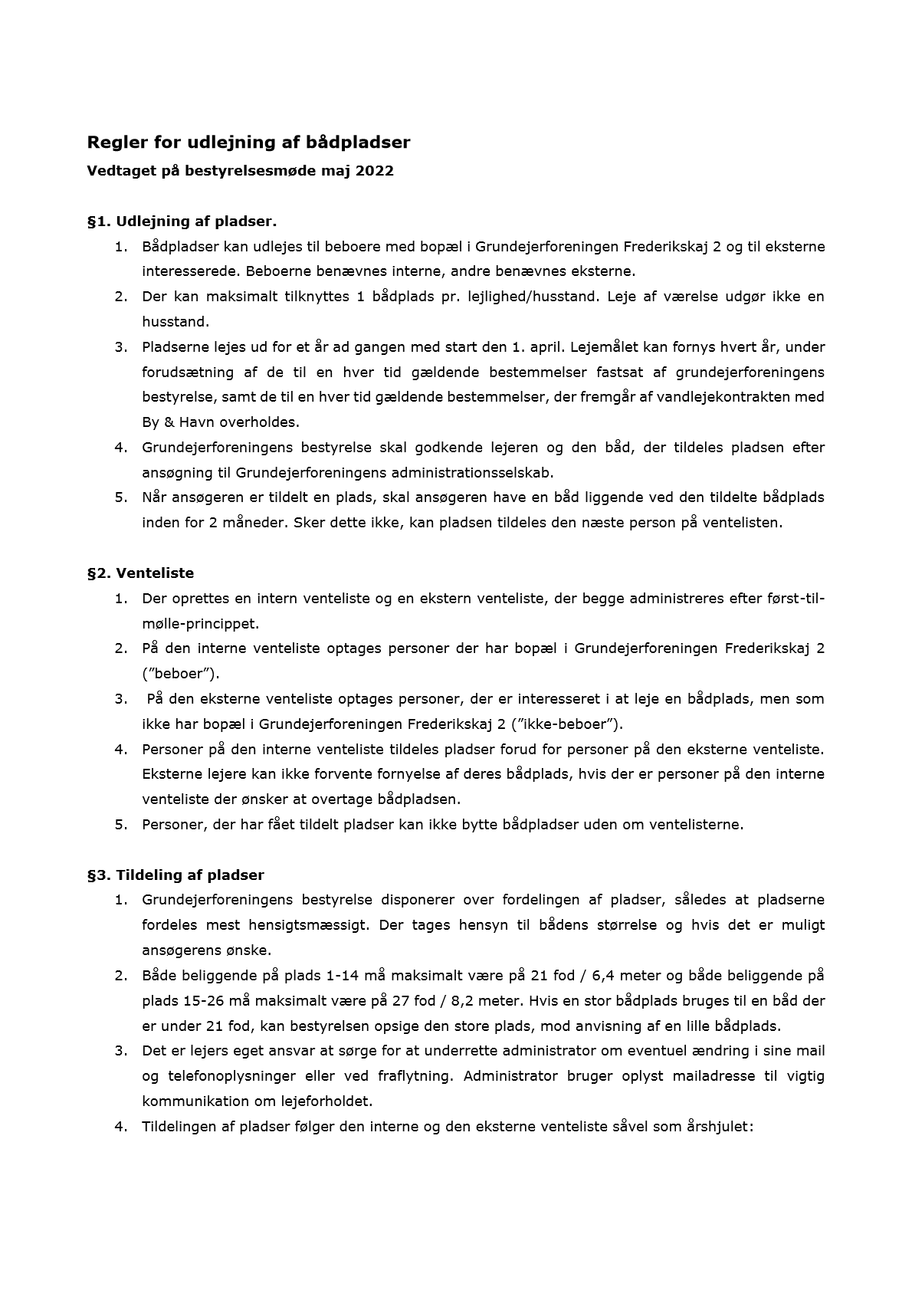 Regler for udlejning af bådpladser
Vedtaget på bestyrelsesmøde maj 2022
§1. Udlejning af pladser.
1. Bådpladser kan udlejes til beboere med bopæl i Grundejerforeningen Frederikskaj 2 og til eksterne
interesserede. Beboerne benævnes interne, andre benævnes eksterne.
2. Der kan maksimalt tilknyttes 1 bådplads pr. lejlighed/husstand. Leje af værelse udgør ikke en
husstand.
3. Pladserne lejes ud for et år ad gangen med start den 1. april. Lejemålet kan fornys hvert år, under
forudsætning af de til en hver tid gældende bestemmelser fastsat af grundejerforeningens
bestyrelse, samt de til en hver tid gældende bestemmelser, der fremgår af vandlejekontrakten med
By & Havn overholdes.
4. Grundejerforeningens bestyrelse skal godkende lejeren og den båd, der tildeles pladsen efter
ansøgning til Grundejerforeningens administrationsselskab.
5. Når ansøgeren er tildelt en plads, skal ansøgeren have en båd liggende ved den tildelte bådplads
inden for 2 måneder. Sker dette ikke, kan pladsen tildeles den næste person på ventelisten.
§2. Venteliste
1. Der oprettes en intern venteliste og en ekstern venteliste, der begge administreres efter først-til-
mølle-princippet.
2. På den interne venteliste optages personer der har bopæl i Grundejerforeningen Frederikskaj 2
(”beboer”).
3. På den eksterne venteliste optages personer, der er interesseret i at leje en bådplads, men som
ikke har bopæl i Grundejerforeningen Frederikskaj 2 (”ikke-beboer”).
4. Personer på den interne venteliste tildeles pladser forud for personer på den eksterne venteliste.
Eksterne lejere kan ikke forvente fornyelse af deres bådplads, hvis der er personer på den interne
venteliste der ønsker at overtage bådpladsen.
5. Personer, der har fået tildelt pladser kan ikke bytte bådpladser uden om ventelisterne.
§3. Tildeling af pladser
1. Grundejerforeningens bestyrelse disponerer over fordelingen af pladser, således at pladserne
fordeles mest hensigtsmæssigt. Der tages hensyn til bådens størrelse og hvis det er muligt
ansøgerens ønske.
2. Både beliggende på plads 1-14 må maksimalt være på 21 fod / 6,4 meter og både beliggende på
plads 15-26 må maksimalt være på 27 fod / 8,2 meter. Hvis en stor bådplads bruges til en båd der
er under 21 fod, kan bestyrelsen opsige den store plads, mod anvisning af en lille bådplads.
3. Det er lejers eget ansvar at sørge for at underrette administrator om eventuel ændring i sine mail
og telefonoplysninger eller ved fraflytning. Administrator bruger oplyst mailadresse til vigtig
kommunikation om lejeforholdet.
4. Tildelingen af pladser følger den interne og den eksterne venteliste såvel som årshjulet: